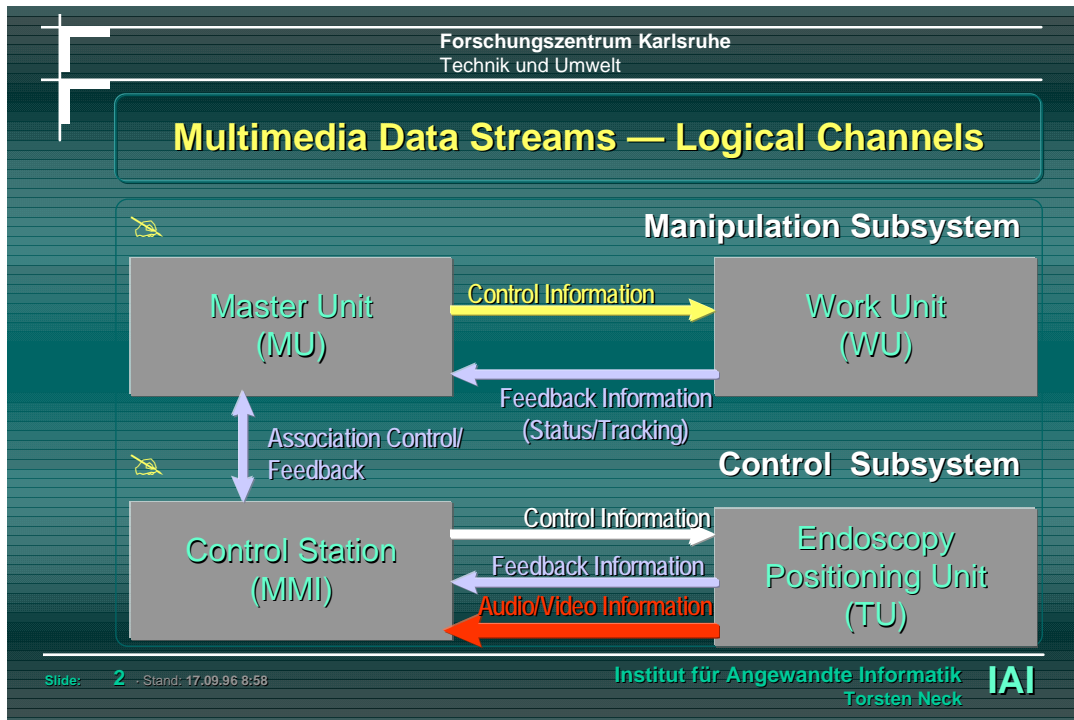 Forschungszentrum Karlsruhe
Technik und Umwelt
Multimedia Data Streams — Logical Channels
Manipulation Subsystem
Master Unit
(MU)
Control Information
Work Unit
(WU)
Feedback Information
(Status/Tracking)
Association Control/
Feedback
Control Subsystem
Control Station
(MMI)
Control Information
Feedback Information
Audio/Video Information
Endoscopy
Positioning Unit
(TU)
Slide: 2 - Stand: 17.09.96 8:58
Institut für Angewandte Informatik
Torsten Neck
IAI